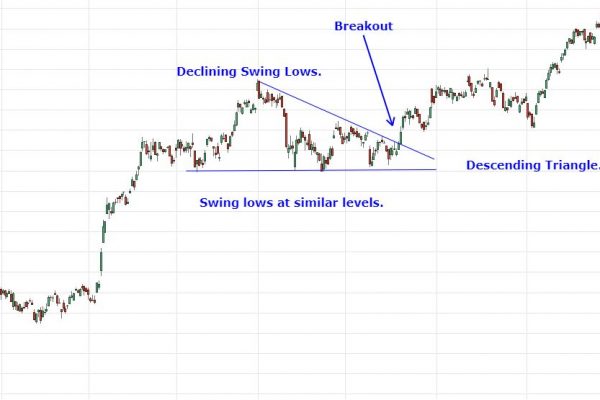 Breakout
Declining Swing Lows.
Descending Triangle.
Swing lows at similar levels.